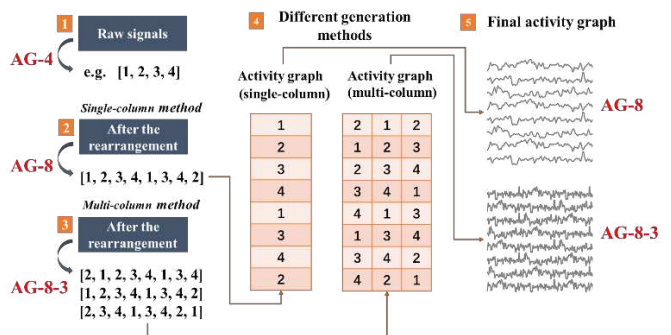 1
Raw signals
AG-4
e.g. [1, 2, 3, 4]
Single-column method
2
After the
rearrangement
AG-8
[1, 2, 3, 4, 1, 3, 4, 2]
Multi-column method
3
After the
rearrangement
AG-8-3
[2, 1, 2, 3, 4, 1, 3, 4]
[1, 2, 3, 4, 1, 3, 4, 2]
[2, 3, 4, 1, 3, 4, 2, 1]
4
Different generation
methods
Activity graph
(single-column)
1
2
3
4
1
3
4
2
Activity graph
(multi-column)
2 1 2
1 2 3
2 3 4
3 4 1
4 1 3
1 3 4
3 4 2
4 2 1
5
Final activity graph
AG-8
AG-8-3